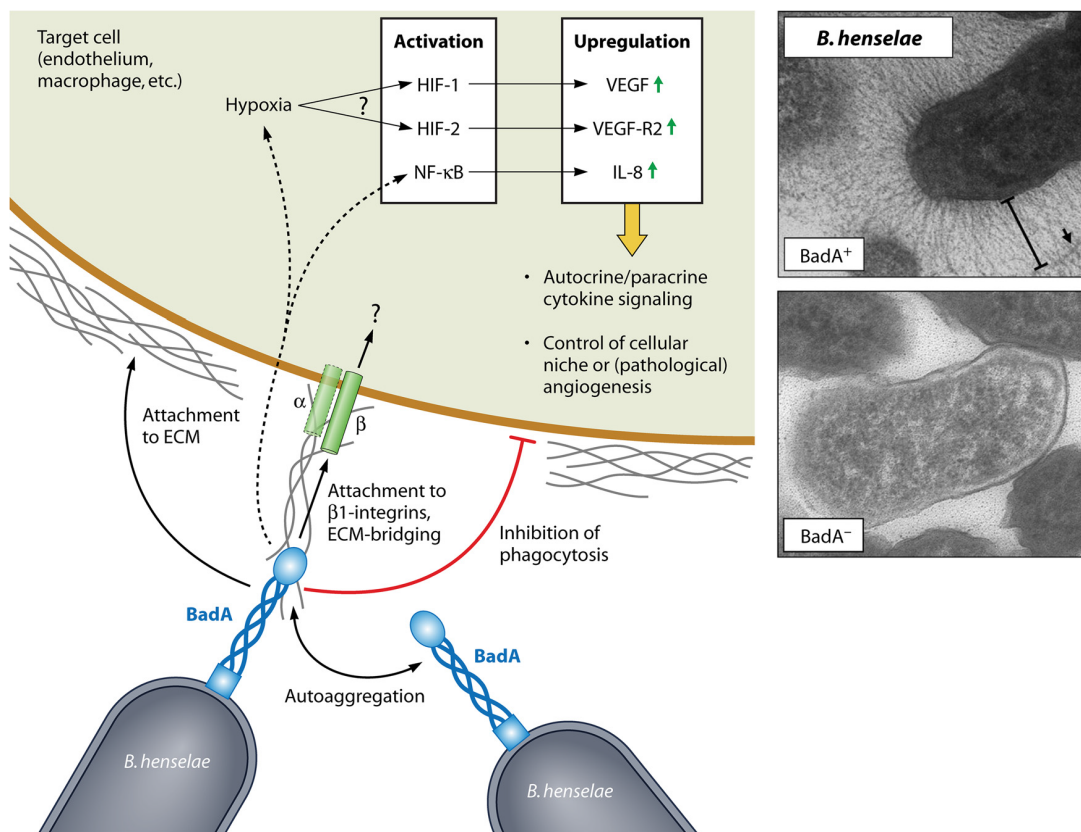 Target cell
(endothelium,
macrophage, etc.)
Hypoxia
?
Activation
HIF-1
HIF-2
NF-κB
Upregulation
VEGF
VEGF-R2
IL-8
• Autocrine/paracrine
cytokine signaling
• Control of cellular
niche or (pathological)
angiogenesis
?
α
β
Attachment
to ECM
Attachment to
β1-integrins,
ECM-bridging
Inhibition of
phagocytosis
BadA
BadA
Autoaggregation
B. henselae
B. henselae
B. henselae
BadA+
BadA−